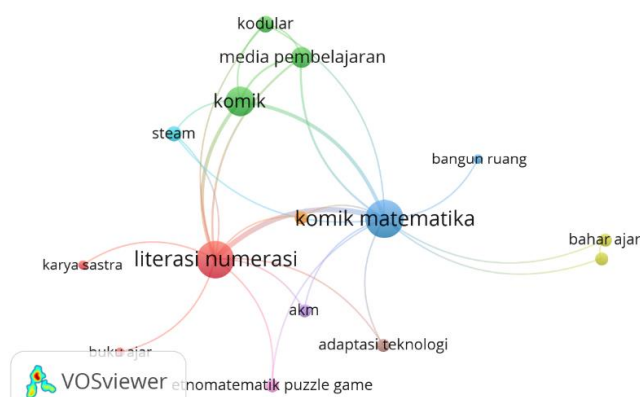 kodular
media pembelajaran
komik
steam
bangun ruang
komik matematika
bahar ajar
literasi numerasi
karya sastra
akm
adaptasi teknologi
buku ajar
VOSviewer
etnomatematik puzzle game